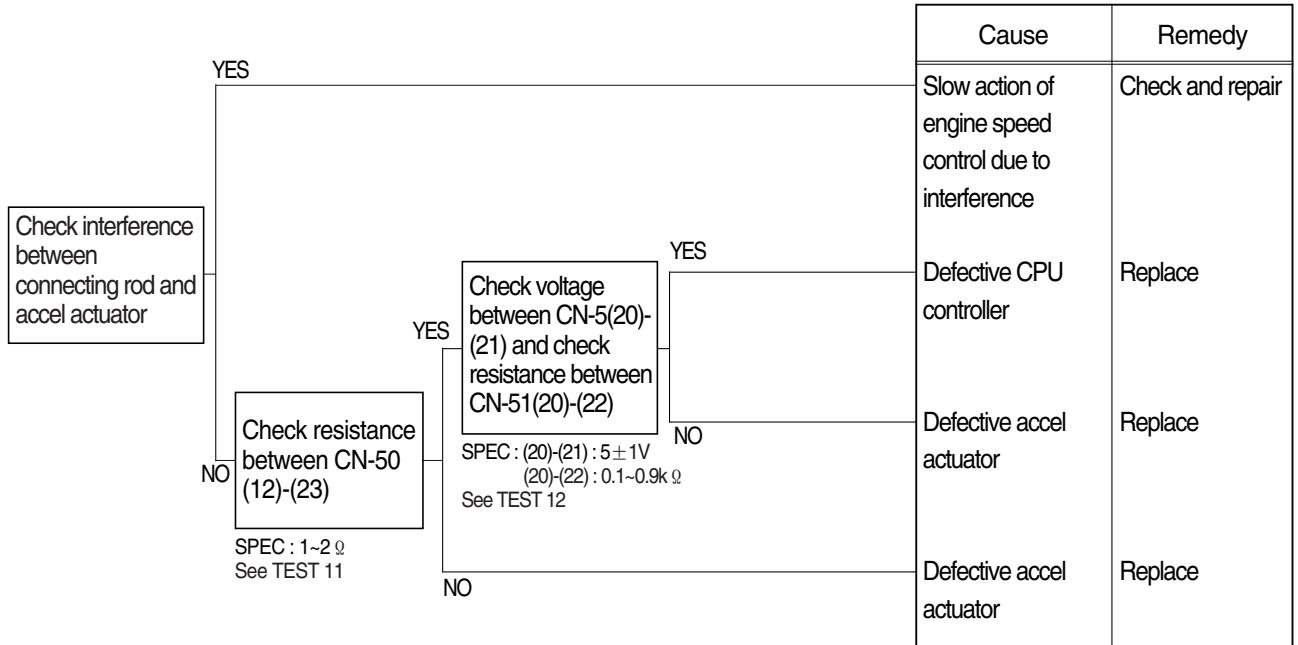 Cause
Remedy
YES
Slow action of
engine speed
control due to
interference
Check and repair
Check interference
between
connecting rod and
accel actuator
YES
Defective CPU
controller
Replace
YES
Check voltage
between CN-5(20)-
(21) and check
resistance between
CN-51(20)-(22)
NO
Defective accel
actuator
Replace
SPEC : (20)-(21) : 5±1V
(20)-(22) : 0.1~0.9k Ω
See TEST 12
NO
Check resistance
between CN-50
(12)-(23)
SPEC : 1~2 Ω
See TEST 11
NO
Defective accel
actuator
Replace